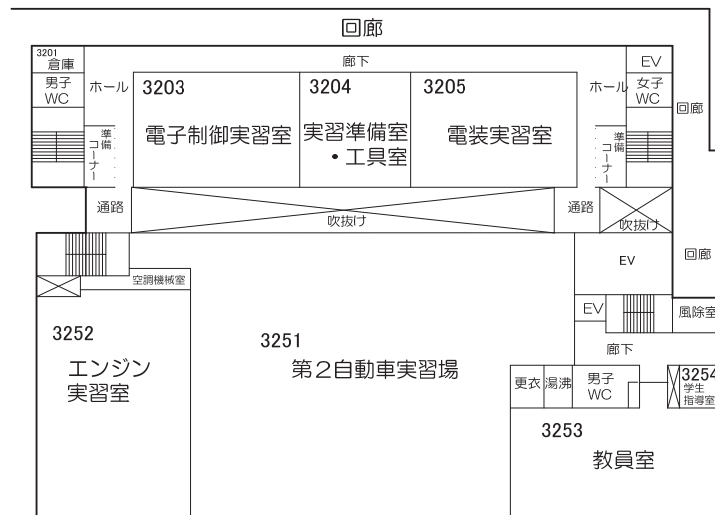 回廊
3201
倉庫
廊下
EV
男子
WC
ホール
3203
3204
3205
ホール
女子
WC
回廊
電子制御実習室
実習準備室
・工具室
電装実習室
準備
コーナー
準備
コーナー
通路
吹抜け
通路
吹抜け
EV
回廊
空調機械室
EV
風除室
3252
エンジン
実習室
3251
第2自動車実習場
廊下
更衣
湯沸
男子
WC
3254
学生
指導室
3253
教員室